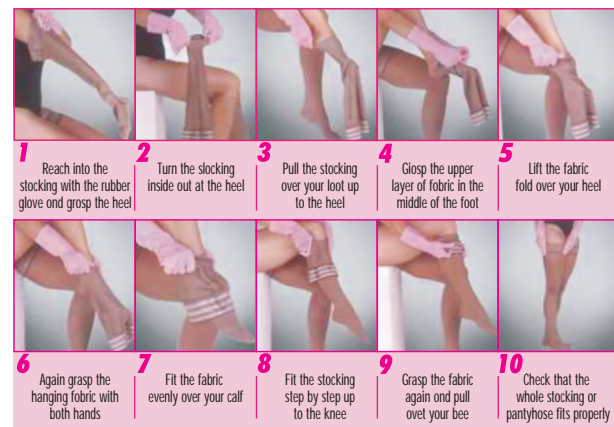 1
Reach into the
stocking with the rubber
glove ond grosp the heel
2
Turn the slocking
inside out at the heel
3
Pull the stocking
over your loot up
to the heel
4
Giosp the upper
layer of fobric in the
middle of the foot
5
Lift the fabric
fold over your heel
6
Again grasp the
hanging fobric with
both hands
7
Fit the fabric
evenly over your calf
8
Fit the stocking
step by step up
to the knee
9
Grasp the fabric
again ond pull
ovet your bee
10
Check that the
whole stocking or
pantyhose fits properly